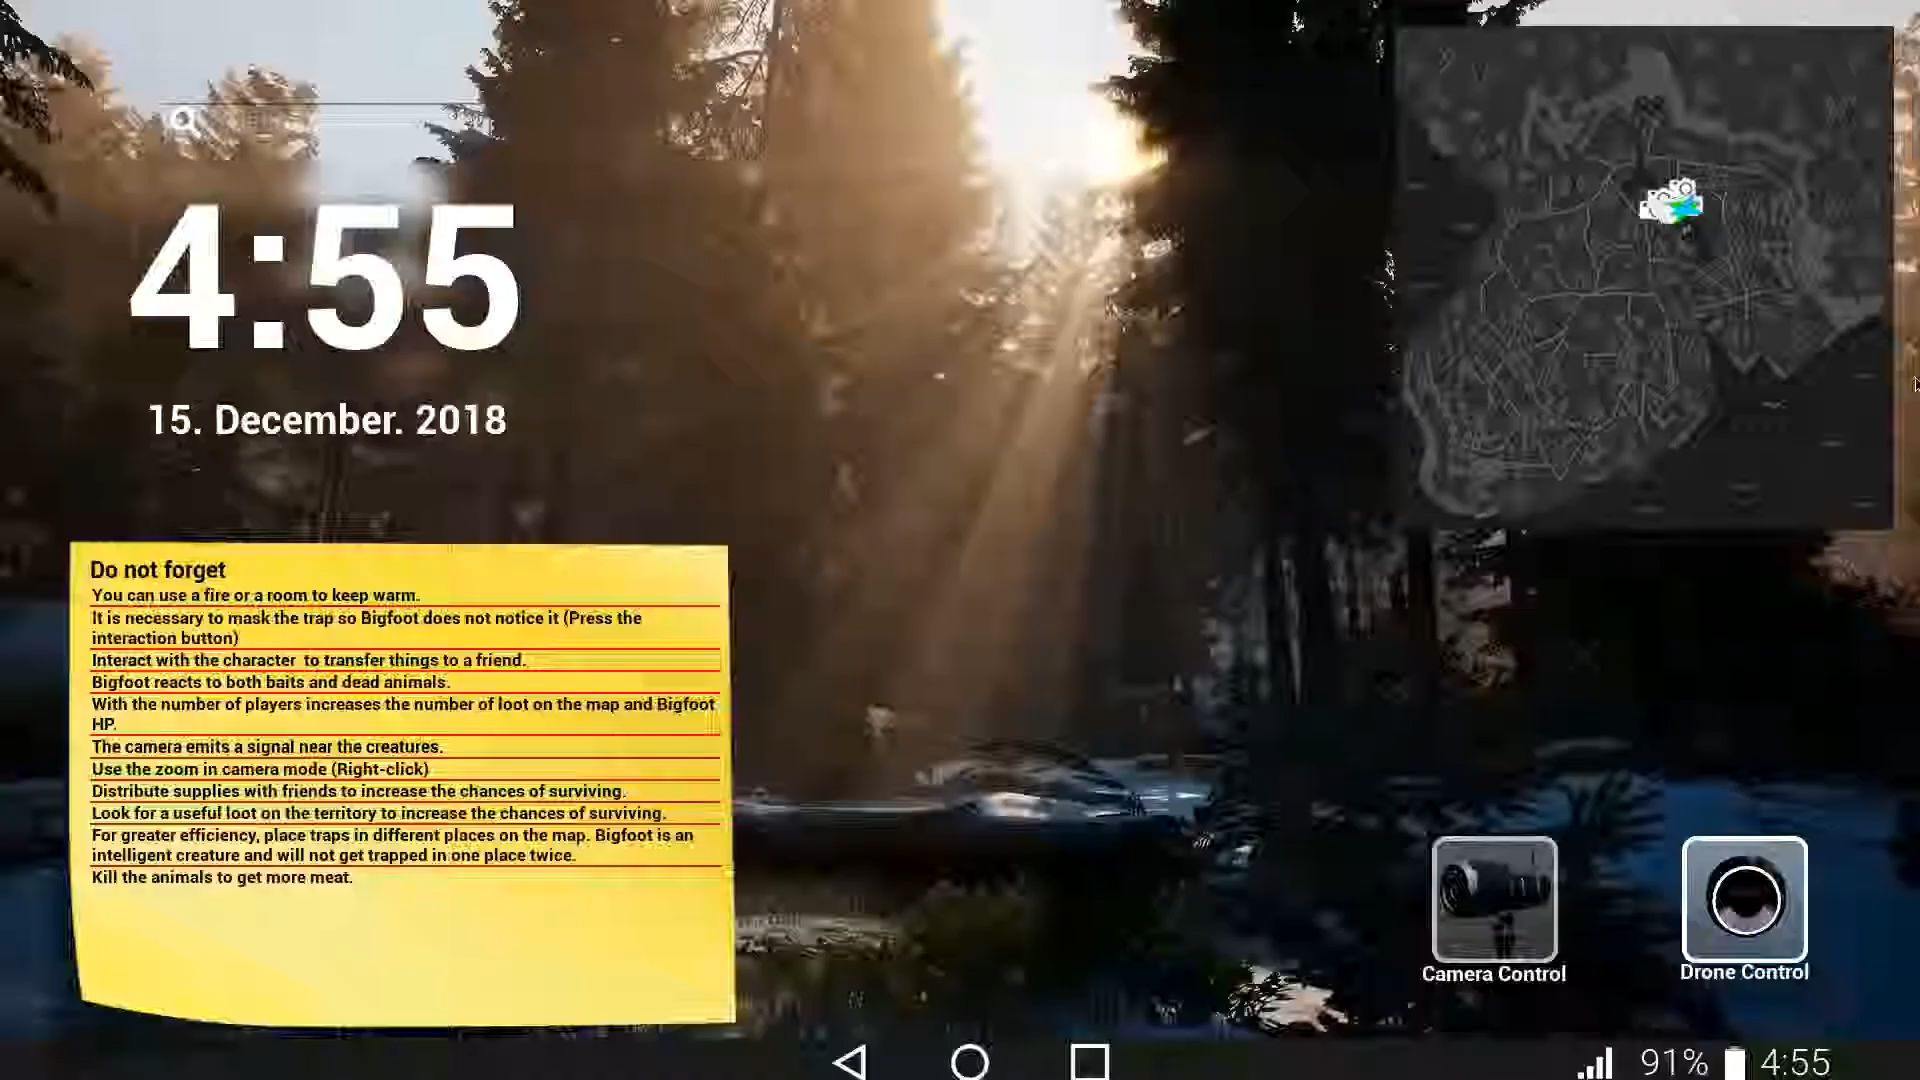 4:55
15. December. 2018
Do not forget
You can use a fire or a room to keep warm.
It is necessary to mask the trap so Bigfoot does not notice it (Press the
interaction button)
Interact with the character to transfer things to a friend.
Bigfoot reacts to both baits and dead animals.
With the number of players increases the number of loot on the map and Bigfoot
HP.
The camera emits a signal near the creatures.
Use the zoom in camera mode (Right-click)
Distribute supplies with friends to increase the chances of surviving.
Look for a useful loot on the territory to increase the chances of surviving.
For greater efficiency, place traps in different places on the map. Bigfoot is an
intelligent creature and will not get trapped in one place twice.
Kill the animals to get more meat.
Camera Control
Drone Control
91% 4:55